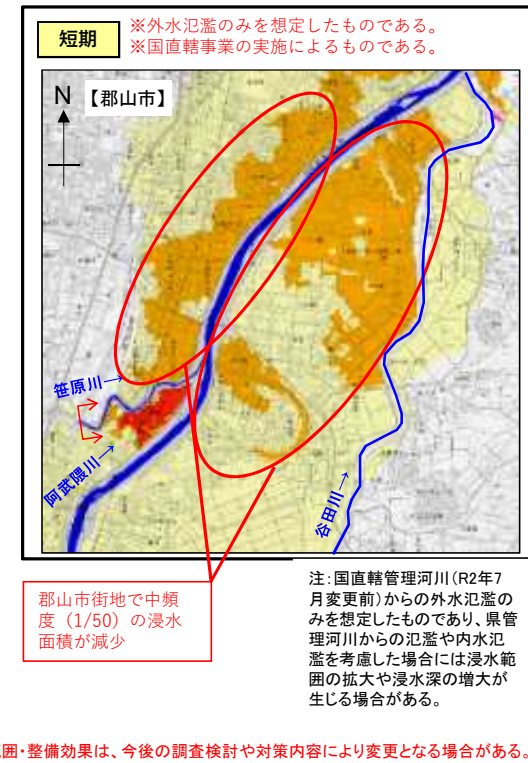 短期
※外水氾濫のみを想定したものである。
※国直轄事業の実施によるものである。
N
【郡山市】
笹原川→
阿武隈川→
谷田川→
郡山市街地で中頻
度（1/50）の浸水
面積が減少
注：国直轄管理河川（R2年7
月変更前）からの外水氾濫の
みを想定したものであり、県管
理河川からの氾濫や内水氾
濫を考慮した場合には浸水範
囲の拡大や浸水深の増大が
生じる場合がある。
囲・整備効果は、今後の調査検討や対策内容により変更となる場合がある。